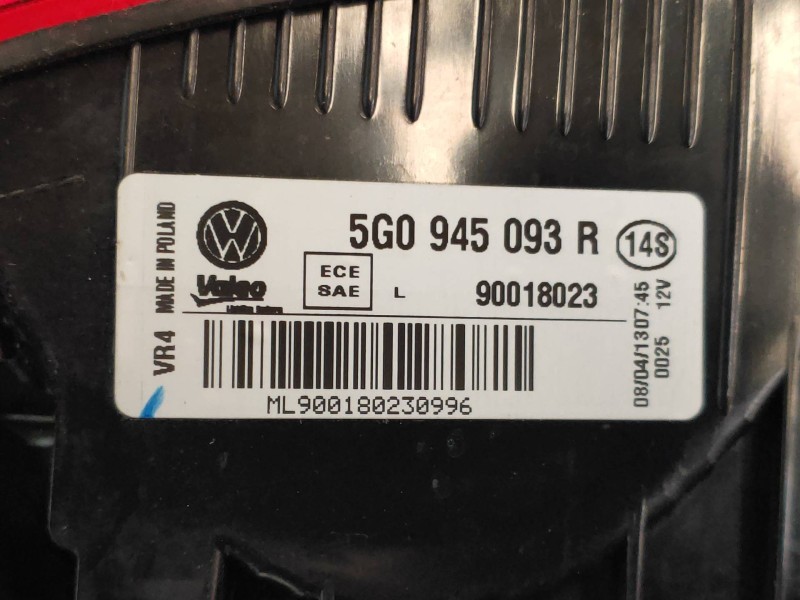 5G0 945 093 R
14S
MADE IN POLAND
VR4
Valeo
ECE
SAE
L
90018023
08/04/13 07:45
0025 12V
ML900180230996